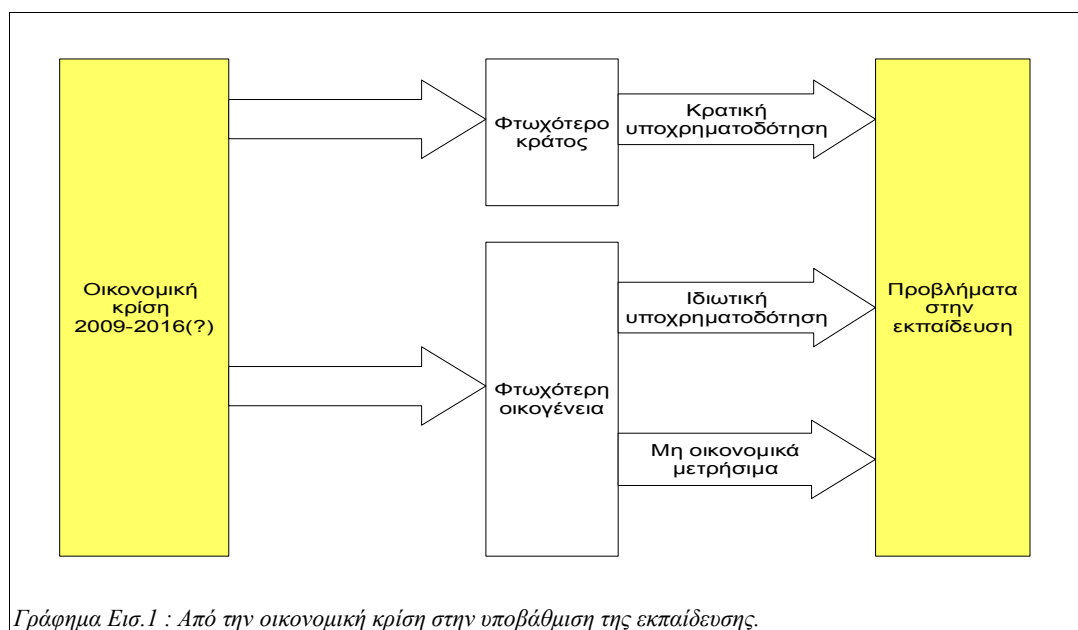 Οικονομική
κρίση
2009-2016(?)
Φτωχότερο
κράτος
Κρατική
υποχρηματοδότηση
Φτωχότερη
οικογένεια
Ιδιωτική
υποχρηματοδότηση
Μη οικονομικά
μετρήσιμα
Προβλήματα
στην
εκπαίδευση
Γράφημα Εισ.1 : Από την οικονομική κρίση στην υποβάθμιση της εκπαίδευσης.